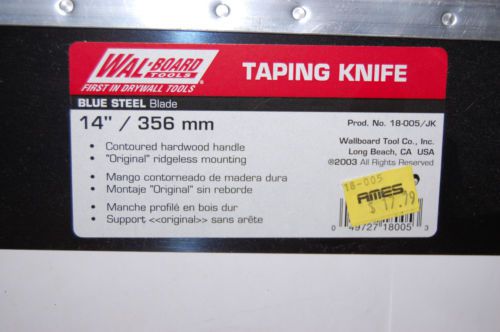 WAL-BOARD
TOOLS
FIRST IN DRYWALL TOOLS
TAPING KNIFE
BLUE STEEL Blade
14" / 356 mm
Prod. No. 18-005/JK
Wallboard Tool Co., Inc.
Long Beach, CA USA
®2003 All Rights Reserved
• Contoured hardwood handle
• "Original" ridgeless mounting
• Mango contorneado de madera dura
• Montaje "Original" sin reborde
• Manche profilé en bois dur
• Support <<original>> sans arête
18-005
AMES
$ 17.79
0 49727 18005 3